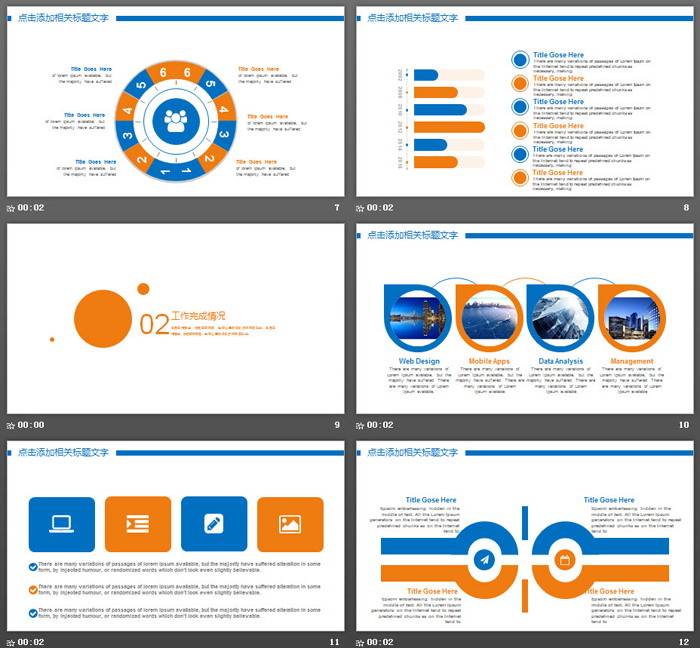 点击添加相关标题文字
Title Goes Here
of lorem ipsum available, but
the majority have suffered
Title Goes Here
of lorem ipsum available, but
the majority have suffered
Title Goes Here
of lorem ipsum available, but
the majority have suffered
Title Goes Here
of lorem ipsum available, but
the majority have suffered
Title Goes Here
of lorem ipsum available, but
the majority have suffered
Title Goes Here
of lorem ipsum available, but
the majority have suffered
6 6
5 5
4 4
3 3
2 2
1 1
00:02 7
点击添加相关标题文字
2002
2008
2010
2012
2014
2016
Title Gose Here
There are many variations of passages of Lorem Ipsum on
the Internet tend to repeat predefined chunks as
necessary, making
Title Gose Here
There are many variations of passages of Lorem Ipsum on
the Internet tend to repeat predefined chunks as
necessary, making
Title Gose Here
There are many variations of passages of Lorem Ipsum on
the Internet tend to repeat predefined chunks as
necessary, making
Title Gose Here
There are many variations of passages of Lorem Ipsum on
the Internet tend to repeat predefined chunks as
necessary, making
Title Gose Here
There are many variations of passages of Lorem Ipsum on
the Internet tend to repeat predefined chunks as
necessary, making
Title Gose Here
There are many variations of passages of Lorem Ipsum on
the Internet tend to repeat predefined chunks as
necessary, making
00:02 8
02 工作完成情况
00:00 9
点击添加相关标题文字
Web Design
There are many variations of
Lorem Ipsum available, but the
majority have suffered There are
many variations of Lorem
Ipsum available,
Mobile Apps
There are many variations of
Lorem Ipsum available, but the
majority have suffered There are
many variations of Lorem
Ipsum available,
Data Analysis
There are many variations of
Lorem Ipsum available, but the
majority have suffered There are
many variations of Lorem
Ipsum available,
Management
There are many variations of
Lorem Ipsum available, but the
majority have suffered There are
many variations of Lorem
Ipsum available,
00:02 10
点击添加相关标题文字
There are many variations of passages of lorem ipsum available, but the majority have suffered alteration in some
form, by injected humour, or randomized words which don't look even slightly believable.
There are many variations of passages of lorem ipsum available, but the majority have suffered alteration in some
form, by injected humour, or randomized words which don't look even slightly believable.
There are many variations of passages of lorem ipsum available, but the majority have suffered alteration in some
form, by injected humour, or randomized words which don't look even slightly believable.
00:02 11
点击添加相关标题文字
Title Gose Here
Epsum embarrassing hidden in the
middle of text. All the Lorem Ipsum
generators on the Internet tend to repeat
predefined chunks as on the Internet
tend to
Title Gose Here
Epsum embarrassing hidden in the
middle of text. All the Lorem Ipsum
generators on the Internet tend to repeat
predefined chunks as on the Internet
tend to
Title Gose Here
Epsum embarrassing hidden in the
middle of text. All the Lorem Ipsum
generators on the Internet tend to repeat
predefined chunks as on the Internet
tend to
Title Gose Here
Epsum embarrassing hidden in the
middle of text. All the Lorem Ipsum
generators on the Internet tend to repeat
predefined chunks as on the Internet
tend to
00:02 12